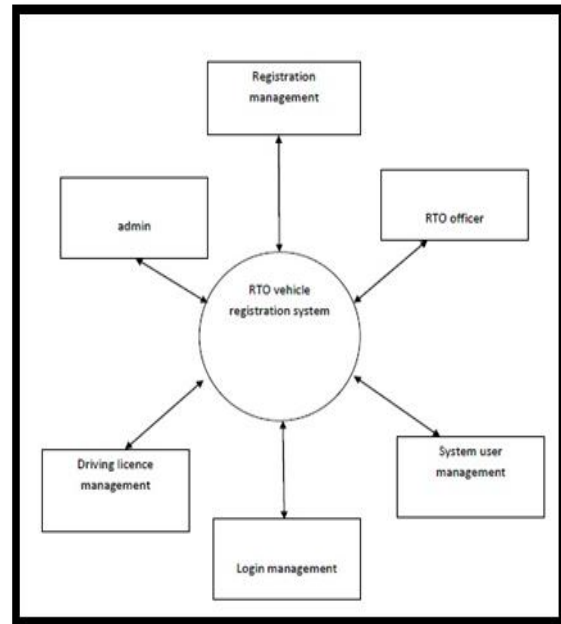 Registration
management
admin
RTO officer
RTO vehicle
registration system
Driving licence
management
System user
management
Login management